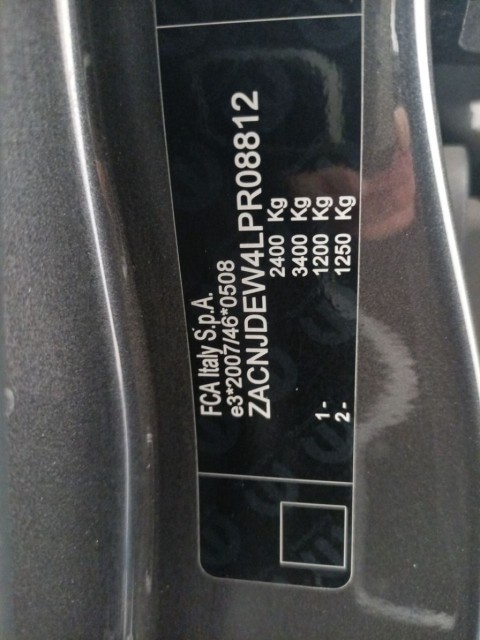 FCA Italy S.p.A.
e3*2007/46*0508
ZACNJDEW4LPR08812
2400 Kg
3400 Kg
1 - 1200 Kg
2 - 1250 Kg